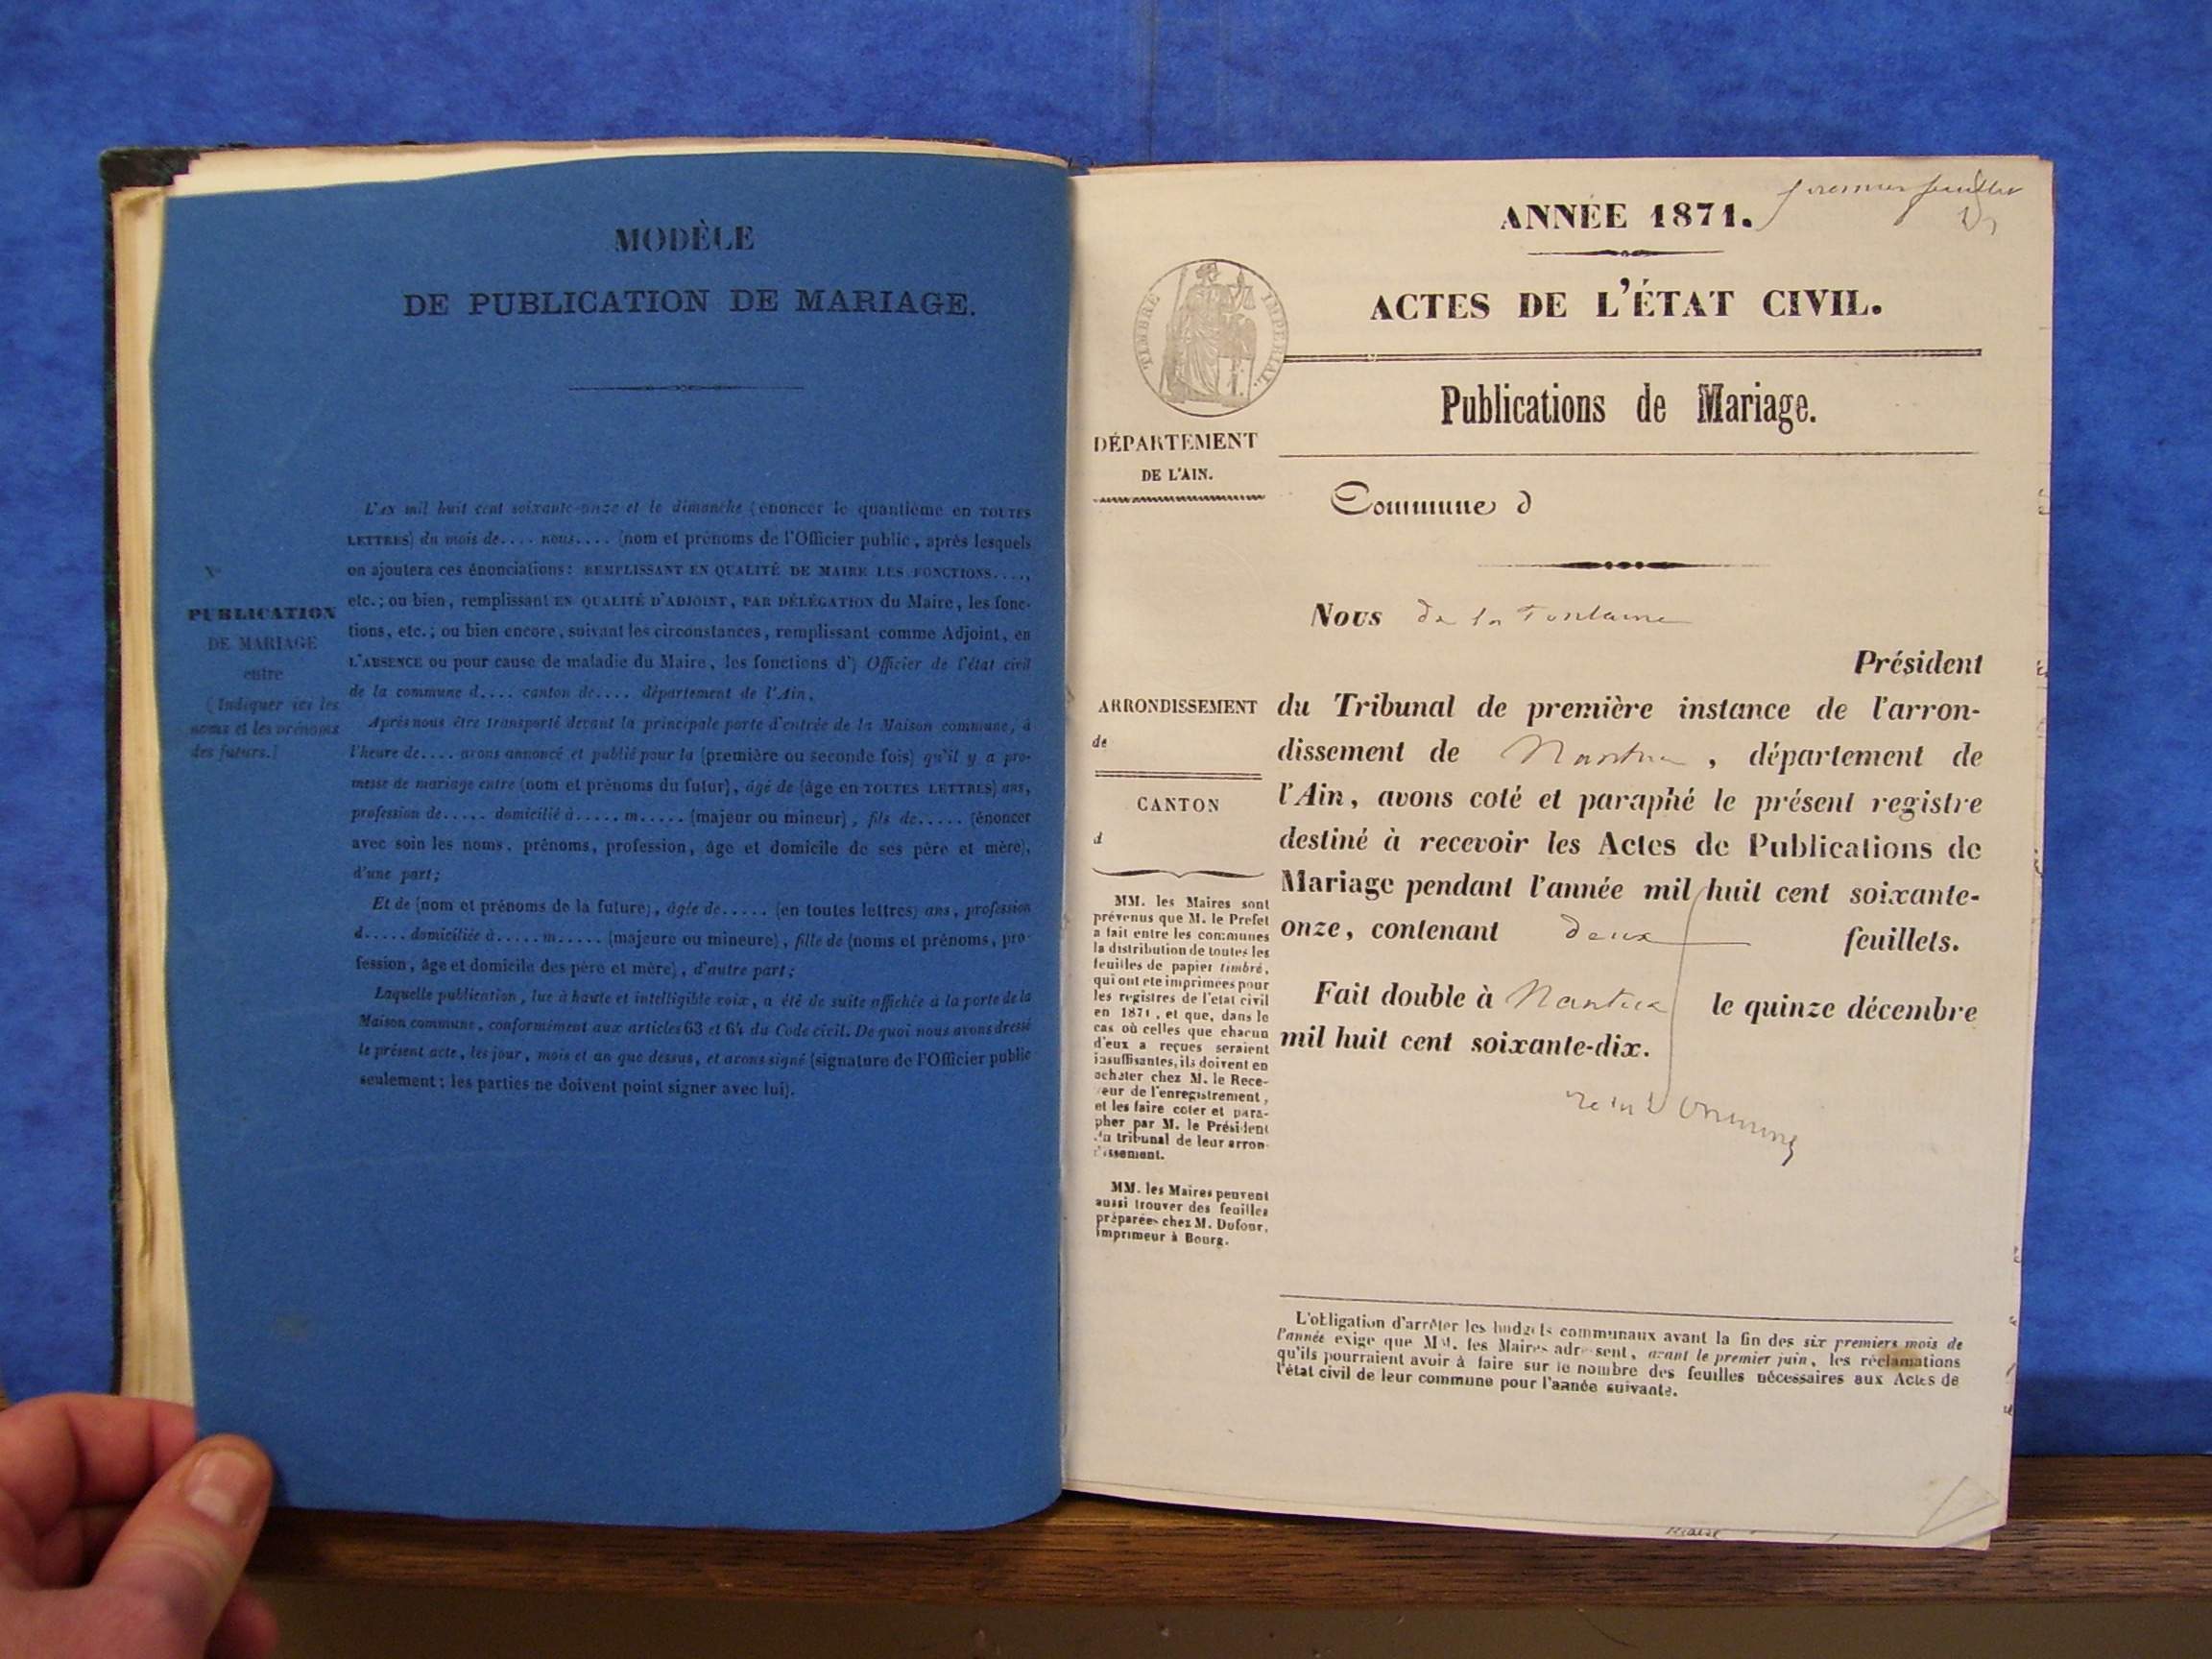 MODÈLE
DE PUBLICATION DE MARIAGE.
N°
PUBLICATION
DE MARIAGE
entre
(Indiquer ici les
noms et les prénoms
des futurs.)
L'AN mil huit cent soixante-onze et le dimanche (énoncer le quantième en TOUTES
LETTRES) du mois de.... nous.... (nom et prénoms de l'Officier public, après lesquels
on ajoutera ces énonciations: REMPLISSANT EN QUALITÉ DE MAIRE LES FONCTIONS....,
etc.; ou bien, remplissant EN QUALITÉ D'ADJOINT, PAR DÉLÉGATION du Maire, les fonc-
tions, etc.; ou bien encore, suivant les circonstances, remplissant comme Adjoint, en
L'ABSENCE ou pour cause de maladie du Maire, les fonctions d') Officier de l'état civil
de la commune d.... canton de.... département de l'Ain.
Après nous être transporté devant la principale porte d'entrée de la Maison commune, à
l'heure de.... avons annoncé et publié pour la (première ou seconde fois) qu'il y a pro-
messe de mariage entre (nom et prénoms du futur), âgé de (âge en TOUTES LETTRES) ans,
profession de..... domicilié à..... m..... (majeur ou mineur), fils de..... (énoncer
avec soin les noms, prénoms, profession, âge et domicile de ses père et mère),
d'une part;
Et de (nom et prénoms de la future), âgée de..... (en toutes lettres) ans, profession
d..... domiciliée à..... m..... (majeure ou mineure), fille de (noms et prénoms, pro-
fession, âge et domicile des père et mère), d'autre part;
Laquelle publication, lue à haute et intelligible voix, a été de suite affichée à la porte de la
Maison commune, conformément aux articles 63 et 64 du Code civil. De quoi nous avons dressé
le présent acte, les jour, mois et an que dessus, et avons signé (signature de l'Officier public
seulement; les parties ne doivent point signer avec lui).
premier feuillet
ANNÉE 1871.
ACTES DE L'ÉTAT CIVIL.
TIMBRE IMPÉRIAL.
Publications de Mariage.
DÉPARTEMENT
DE L'AIN.
Commune d
Nous de la Fontaine
Président
du Tribunal de première instance de l'arron-
dissement de Nantua, département de
l'Ain, avons coté et paraphé le présent registre
destiné à recevoir les Actes de Publications de
Mariage pendant l'année mil huit cent soixante-
onze, contenant deux feuillets.
Fait double à Nantua le quinze décembre
mil huit cent soixante-dix.
ARRONDISSEMENT
de
CANTON
d
MM. les Maires sont
prévenus que M. le Prefet
a fait entre les communes
la distribution de toutes les
feuilles de papier timbré,
qui ont été imprimées pour
les registres de l'état civil
en 1871, et que, dans le
cas où celles que chacun
d'eux a reçues seraient
insuffisantes, ils doivent en
acheter chez M. le Rece-
veur de l'enregistrement,
et les faire coter et para-
pher par M. le Président
du tribunal de leur arron-
dissement.
MM. les Maires peuvent
aussi trouver des feuilles
préparées chez M. Dufour,
imprimeur à Bourg.
L'obligation d'arrêter les budgets communaux avant la fin des six premiers mois de
l'année exige que MM. les Maires adressent, avant le premier juin, les réclamations
qu'ils pourraient avoir à faire sur le nombre des feuilles nécessaires aux Actes de
l'état civil de leur commune pour l'année suivante.